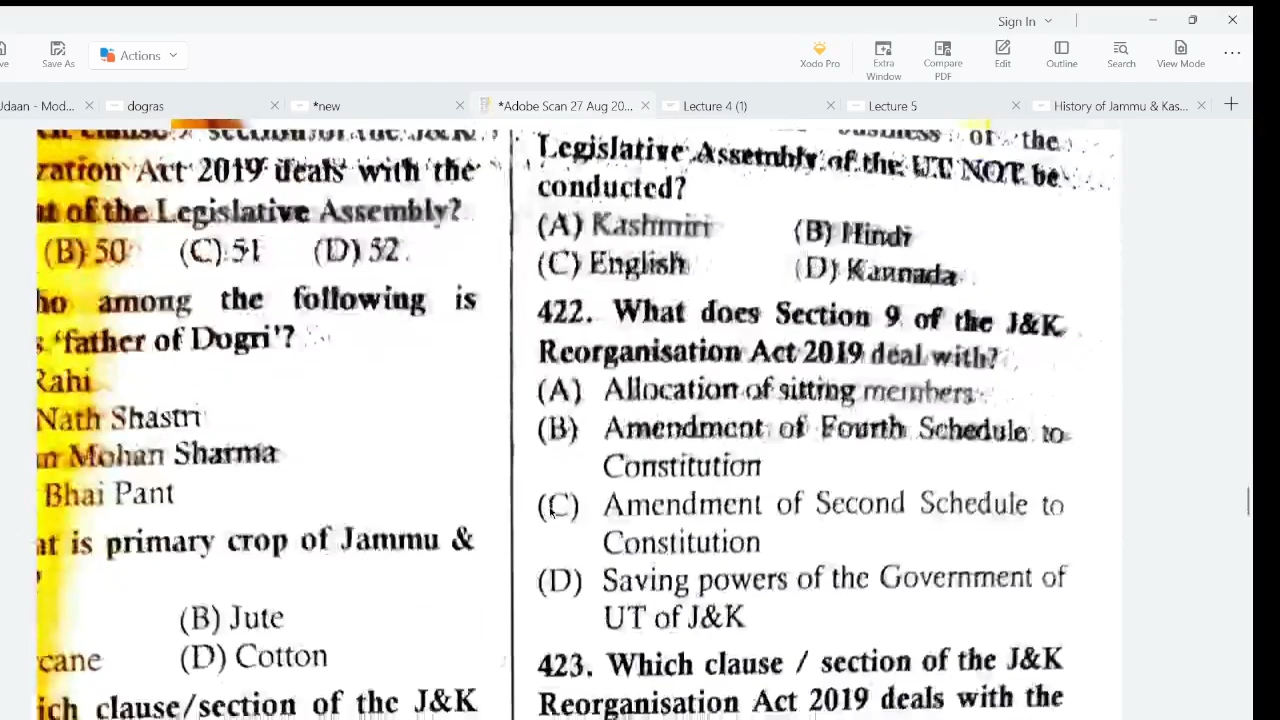 Sign In
ve
Save As
Actions
Xodo Pro
Extra Window
Compare PDF
Edit
Outline
Search
View Mode
Udaan - Mod...
dogras
*new
*Adobe Scan 27 Aug 20...
Lecture 4 (1)
Lecture 5
History of Jammu & Kas...
zation Act 2019 deals with the
nt of the Legislative Assembly?
(B) 50 (C) 51 (D) 52
ho among the following is
s 'father of Dogri'?
Rahi
Nath Shastri
n Mohan Sharma
Bhai Pant
at is primary crop of Jammu &
(B) Jute
cane (D) Cotton
ich clause/section of the J&K
business of the
Legislative Assembly of the UT NOT be
conducted?
(A) Kashmiri (B) Hindi
(C) English (D) Kannada
422. What does Section 9 of the J&K
Reorganisation Act 2019 deal with?
(A) Allocation of sitting members
(B) Amendment of Fourth Schedule to
Constitution
(C) Amendment of Second Schedule to
Constitution
(D) Saving powers of the Government of
UT of J&K
423. Which clause / section of the J&K
Reorganisation Act 2019 deals with the